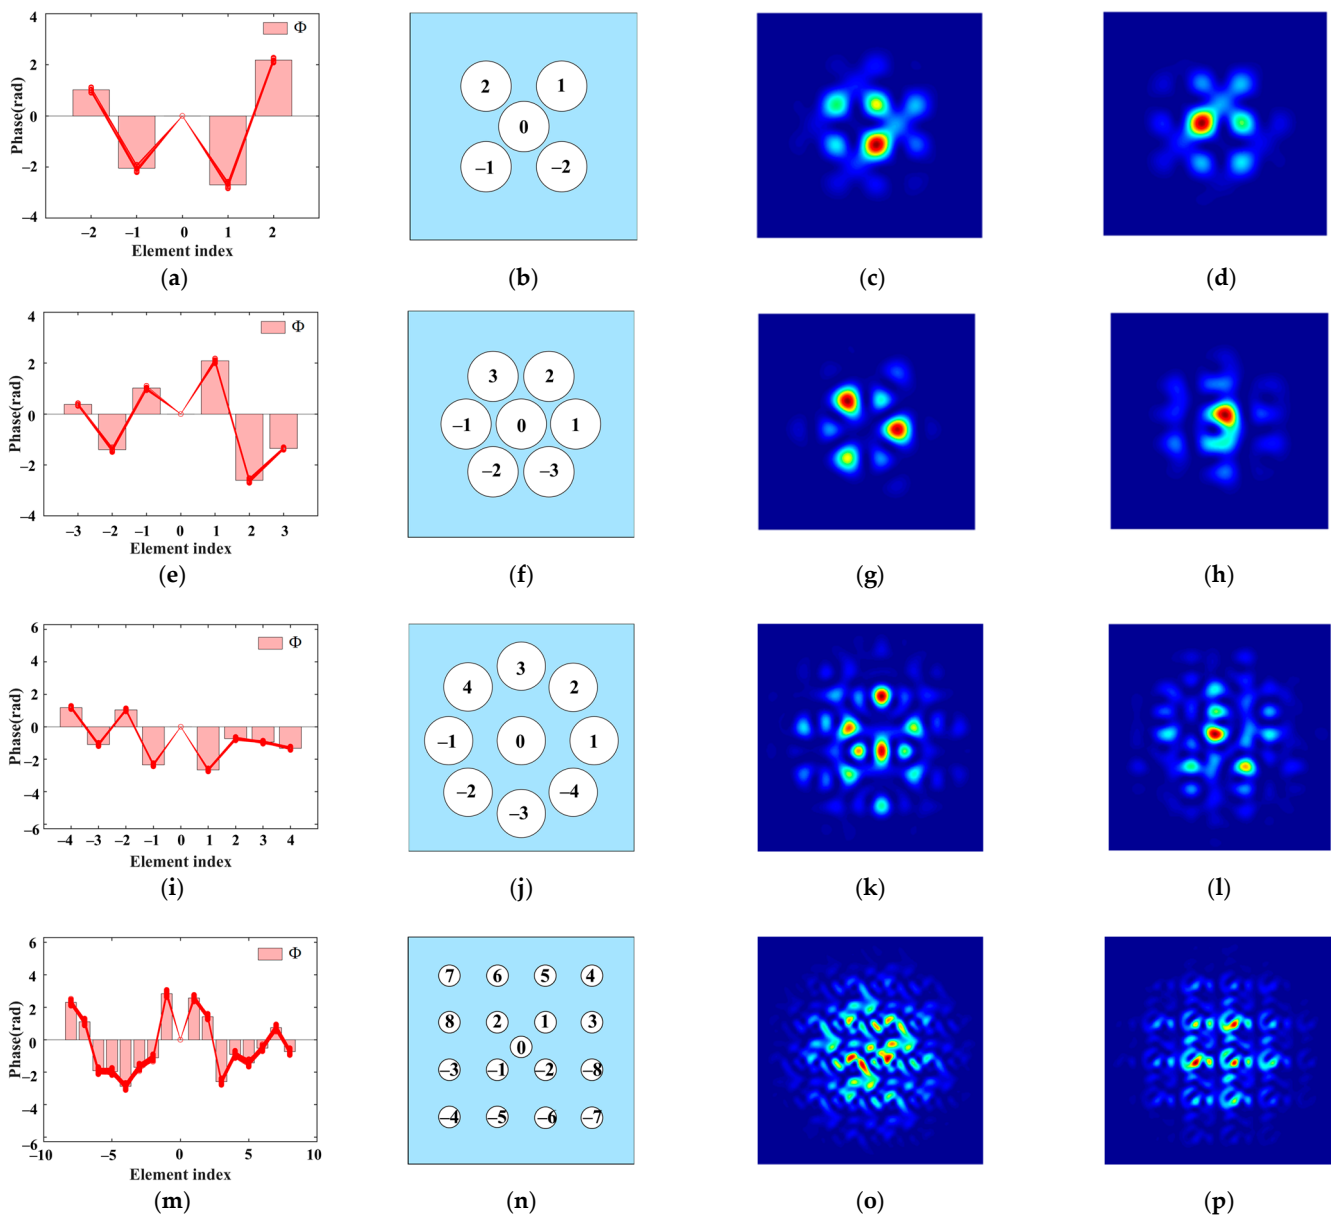 4
2
0
−2
−4
Phase(rad)
Φ
−2 −1 0 1 2
Element index
2 1
0
−1 −2
(a) (b) (c) (d)
4
2
0
−2
−4
Phase(rad)
Φ
−3 −2 −1 0 1 2 3
Element index
3 2
−1 0 1
−2 −3
(e) (f) (g) (h)
6
4
2
0
−2
−4
−6
Phase(rad)
Φ
−4 −3 −2 −1 0 1 2 3 4
Element index
3
4 2
−1 0 1
−2 −4
−3
(i) (j) (k) (l)
6
4
2
0
−2
−4
−6
Phase(rad)
Φ
−10 −5 0 5 10
Element index
7 6 5 4
8 2 1 3
0
−3 −1 −2 −8
−4 −5 −6 −7
(m) (n) (o) (p)